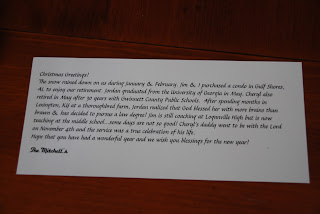 Christmas Greetings!
The snow rained down on us during January & February. Jim & I purchased a condo in Gulf Shores,
AL to enjoy our retirement. Jordan graduated from the University of Georgia in May. Cheryl also
retired in May after 30 years with Gwinnett County Public Schools. After spending months in
Lexington, Ky at a thoroughbred farm, Jordan realized that God blessed her with more brains than
brawn & has decided to pursue a law degree! Jon is still coaching at Loganville High but is now
teaching at the middle school...some days are not so good! Cheryl's daddy went to be with the Lord
on November 4th and the service was a true celebration of his life.
Hope that you have had a wonderful year and we wish you blessings for the new year!
The Mitchell's